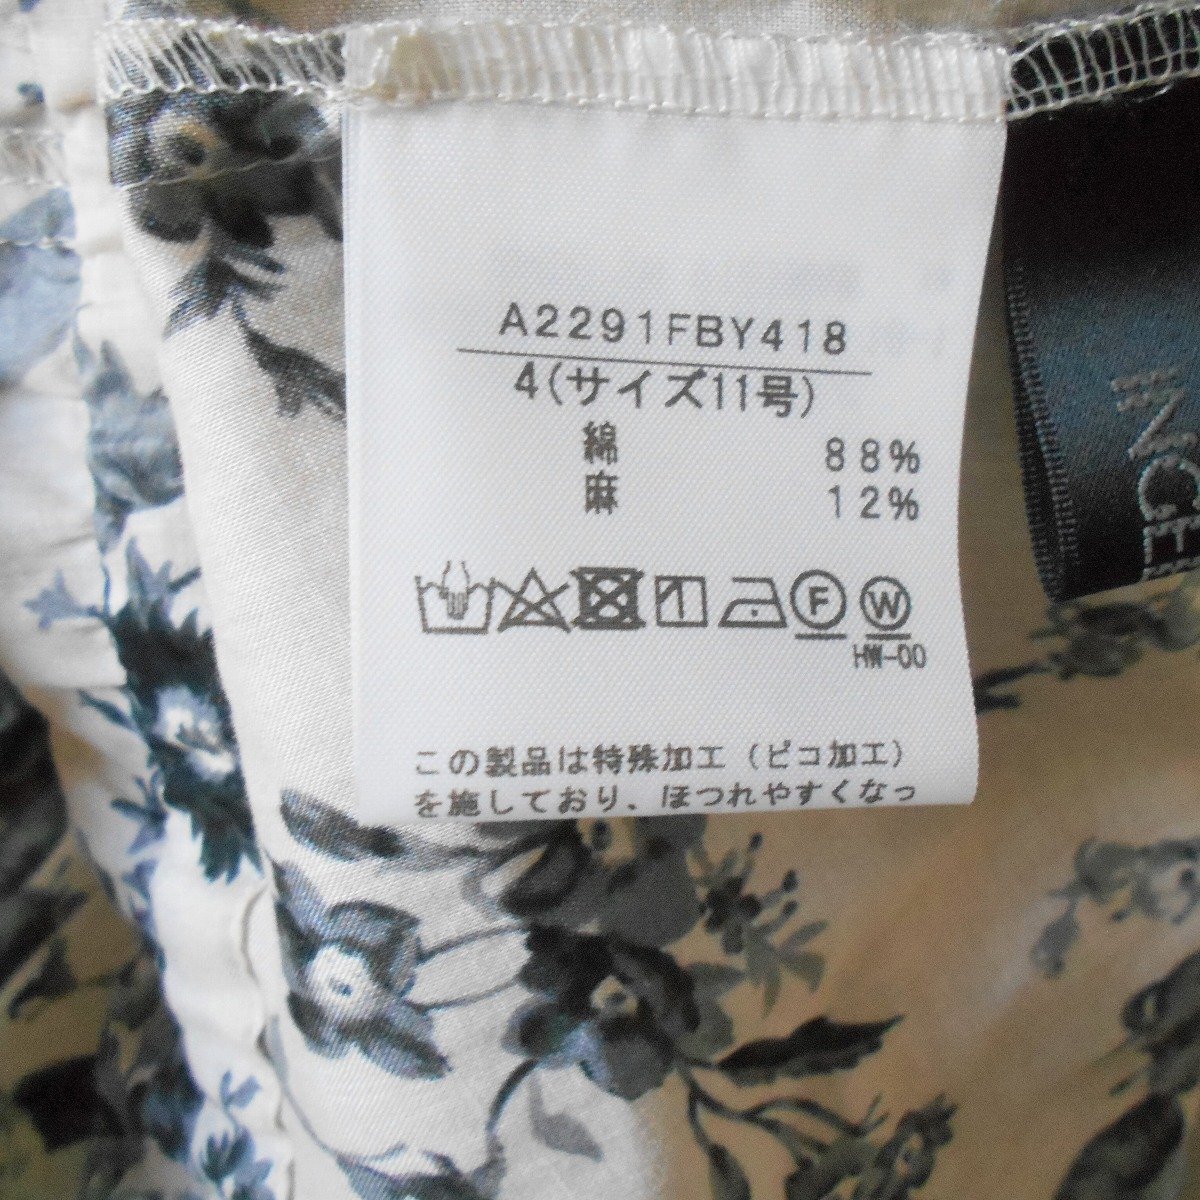 A2291FBY418
4(サイズ11号)
綿 88%
麻 12%
F W
-00
この製品は特殊加工(ピコ加工)
を施しており、ほつれやすくなっ